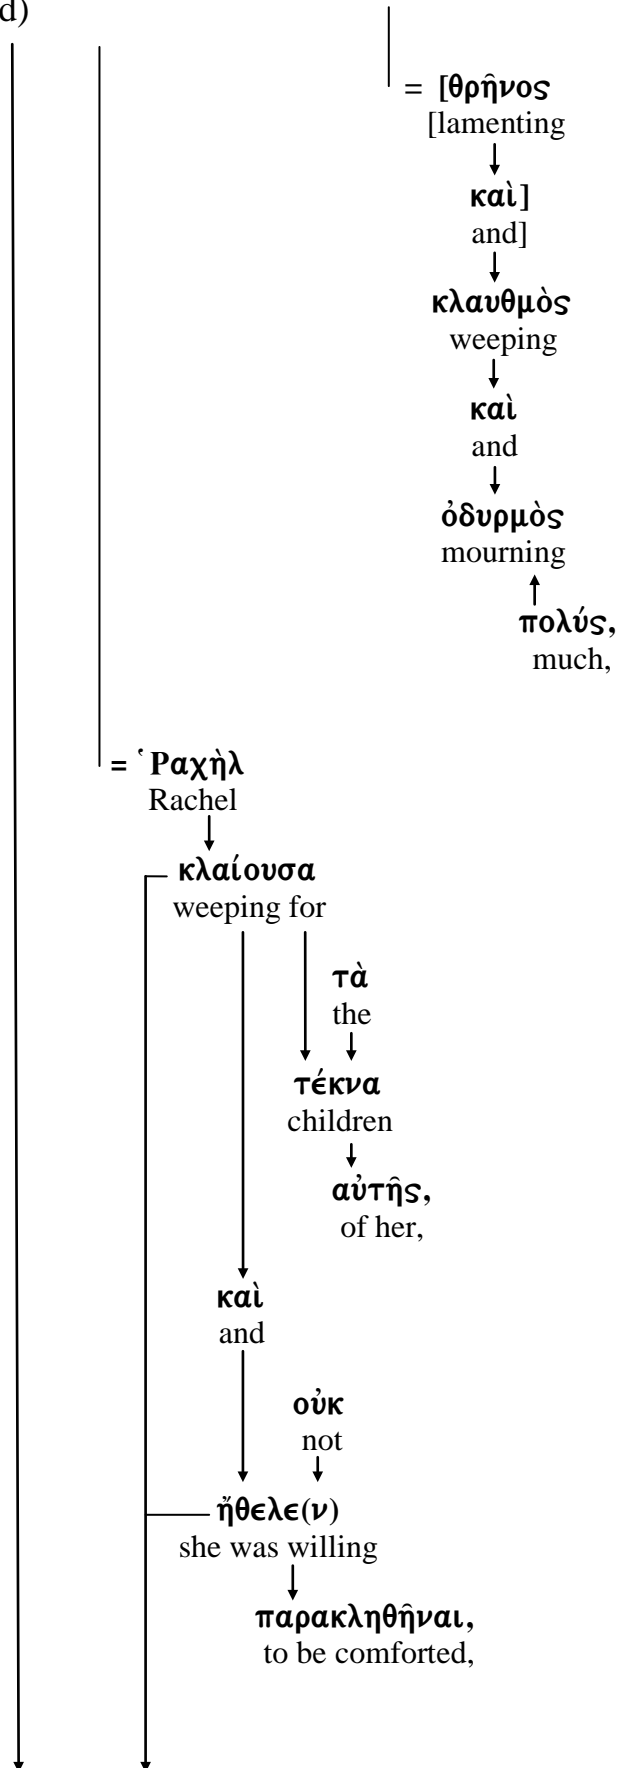 d)
= [θρῆνος
[lamenting
καὶ]
and]
κλαυθμὸς
weeping
καὶ
and
ὀδυρμὸς
mourning
πολύς,
much,
= Ῥαχὴλ
Rachel
κλαίουσα
weeping for
τὰ
the
τέκνα
children
αὐτῆς,
of her,
καὶ
and
οὐκ
not
ἤθελε(ν)
she was willing
παρακληθῆναι,
to be comforted,